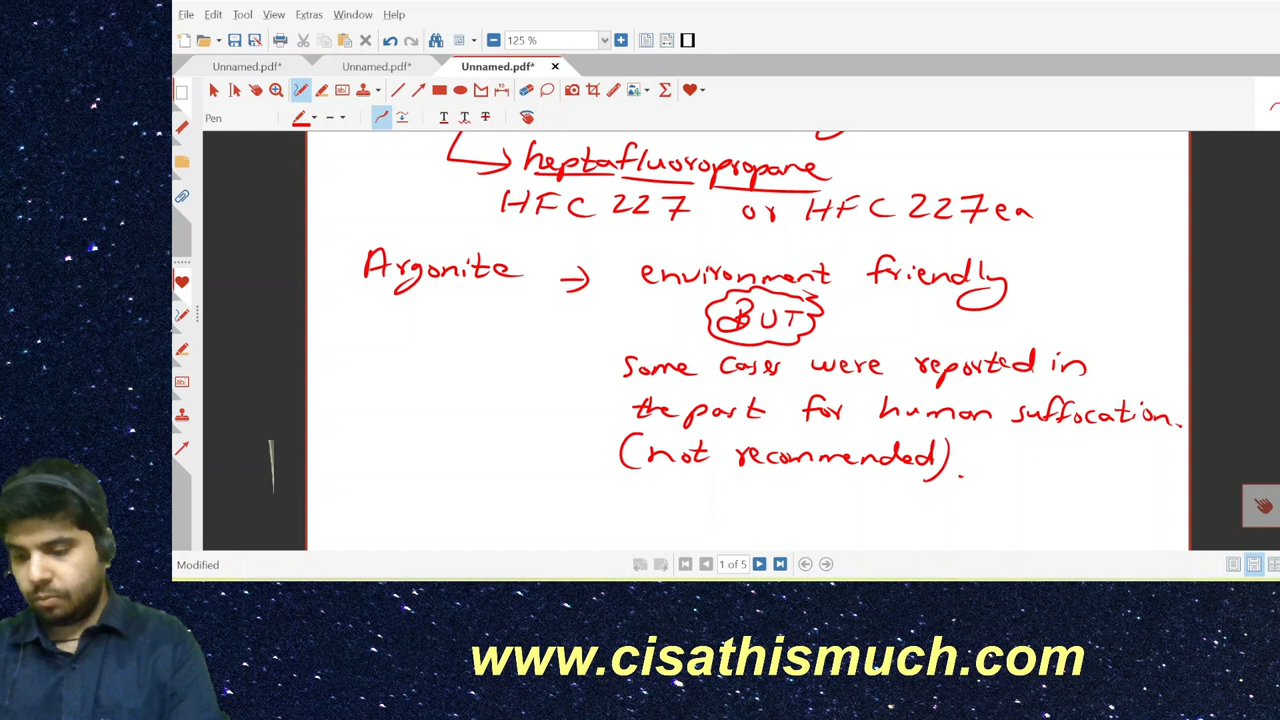 File Edit Tool View Extras Window Help
125 %
Unnamed.pdf* Unnamed.pdf* Unnamed.pdf*
Pen
heptafluoropropane
HFC 227 or HFC 227ea
Argonite → environment friendly
BUT
Some cases were reported in
the past for human suffocation.
(not recommended).
Modified
1 of 5
www.cisathismuch.com